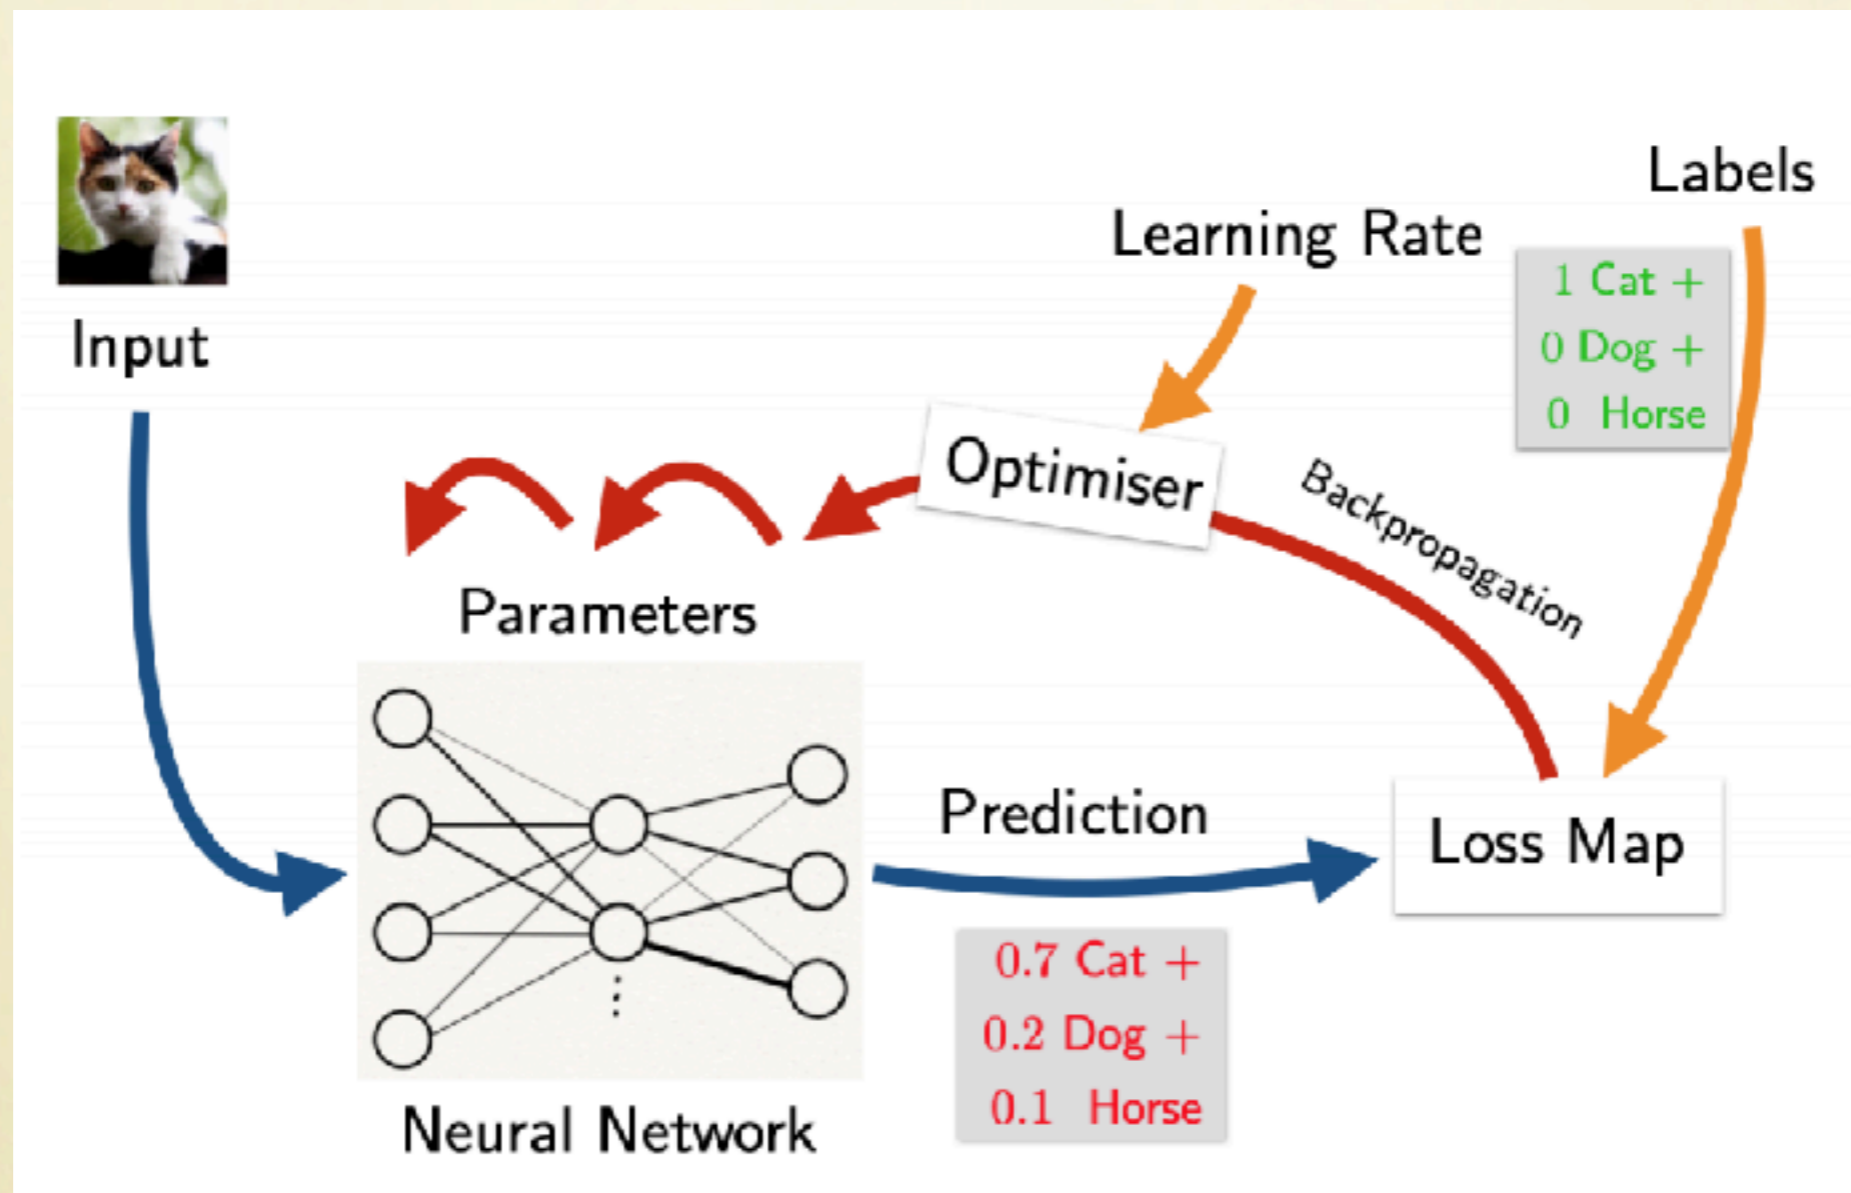 Input
Labels
Learning Rate
1 Cat +
0 Dog +
0 Horse
Optimiser
Backpropagation
Parameters
Prediction
Loss Map
0.7 Cat +
0.2 Dog +
0.1 Horse
Neural Network